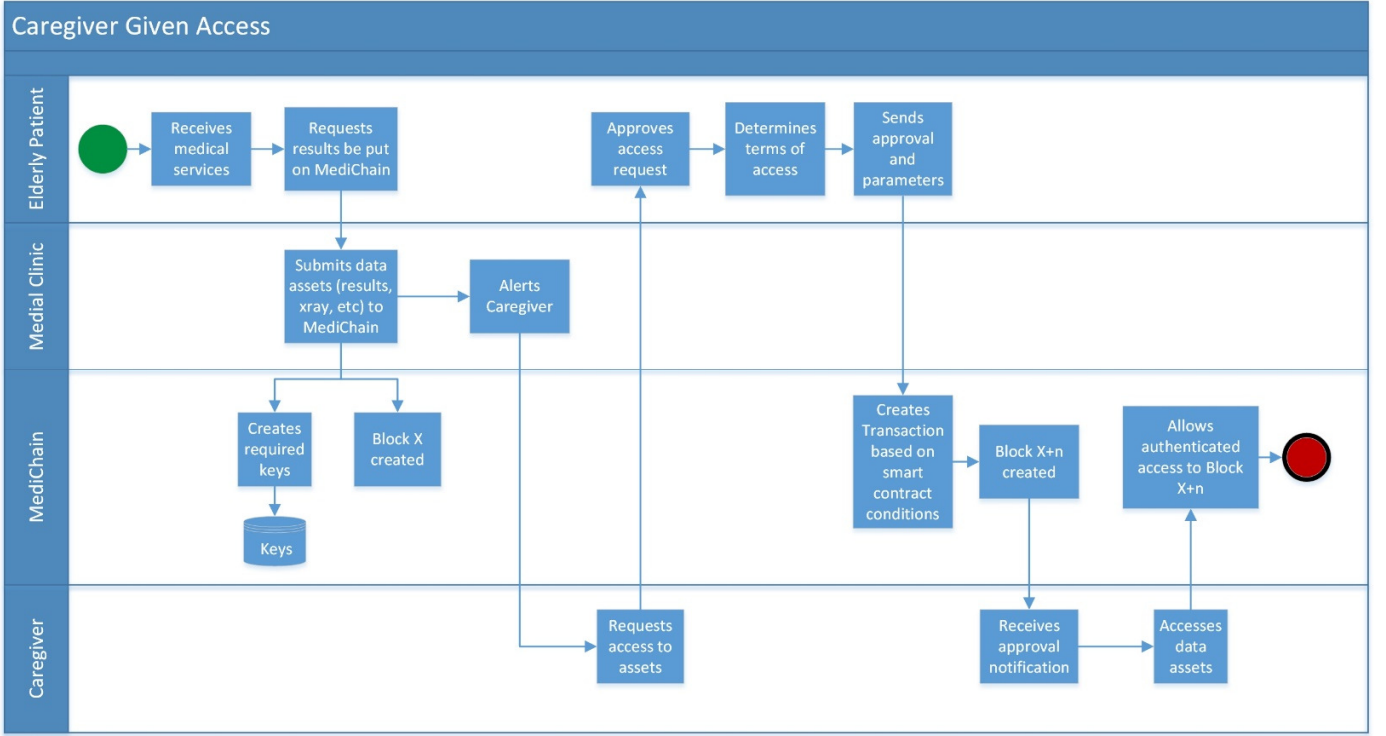 Caregiver Given Access
Elderly Patient
Receives
medical
services
Requests
results be put
on MediChain
Approves
access
request
Determines
terms of
access
Sends
approval
and
parameters
Medial Clinic
Submits data
assets (results,
xray, etc) to
MediChain
Alerts
Caregiver
MediChain
Creates
required
keys
Keys
Block X
created
Creates
Transaction
based on
smart
contract
conditions
Block X+n
created
Allows
authenticated
access to Block
X+n
Caregiver
Requests
access to
assets
Receives
approval
notification
Accesses
data
assets